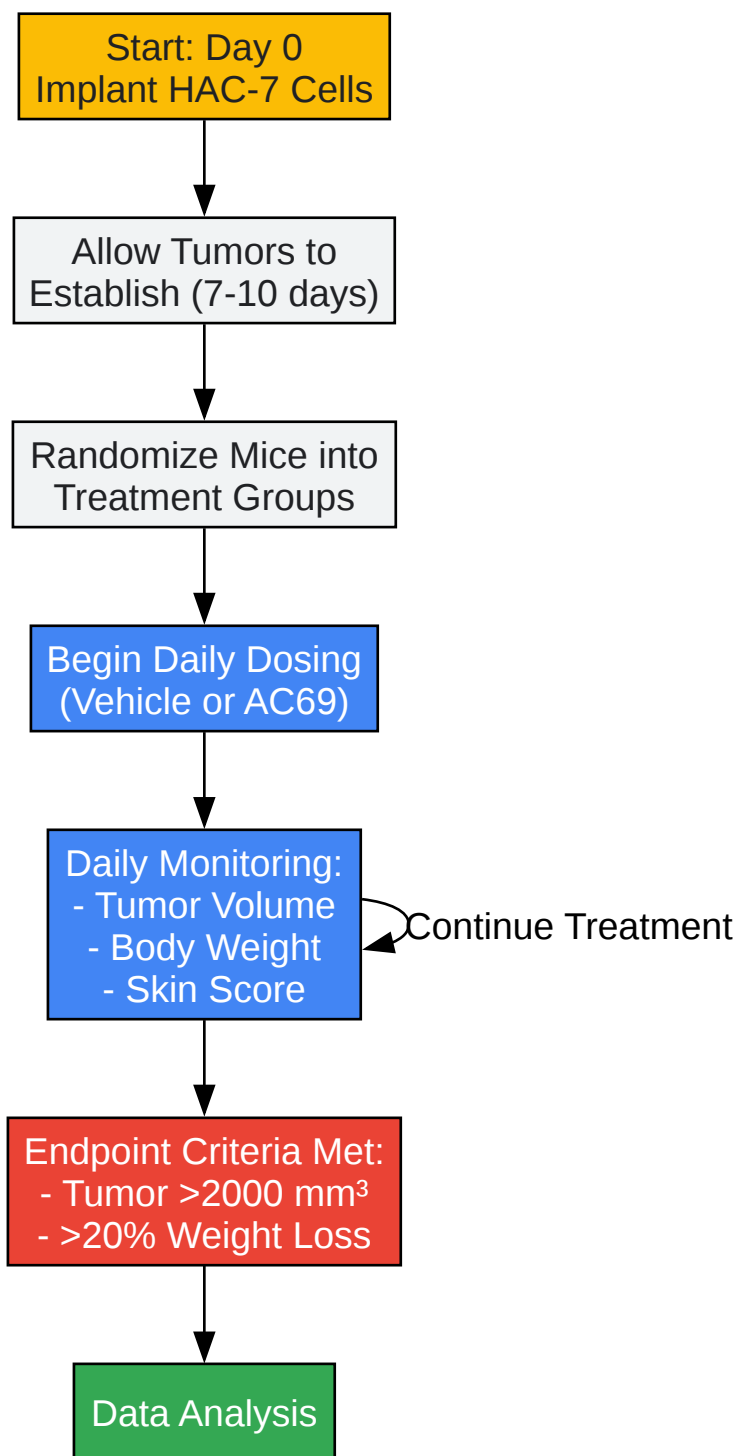 Start: Day 0
Implant HAC-7 Cells
Allow Tumors to
Establish (7-10 days)
Randomize Mice into
Treatment Groups
Begin Daily Dosing
(Vehicle or AC69)
Daily Monitoring:
- Tumor Volume
- Body Weight
- Skin Score
Continue Treatment
Endpoint Criteria Met:
- Tumor >2000 mm³
- >20% Weight Loss
Data Analysis